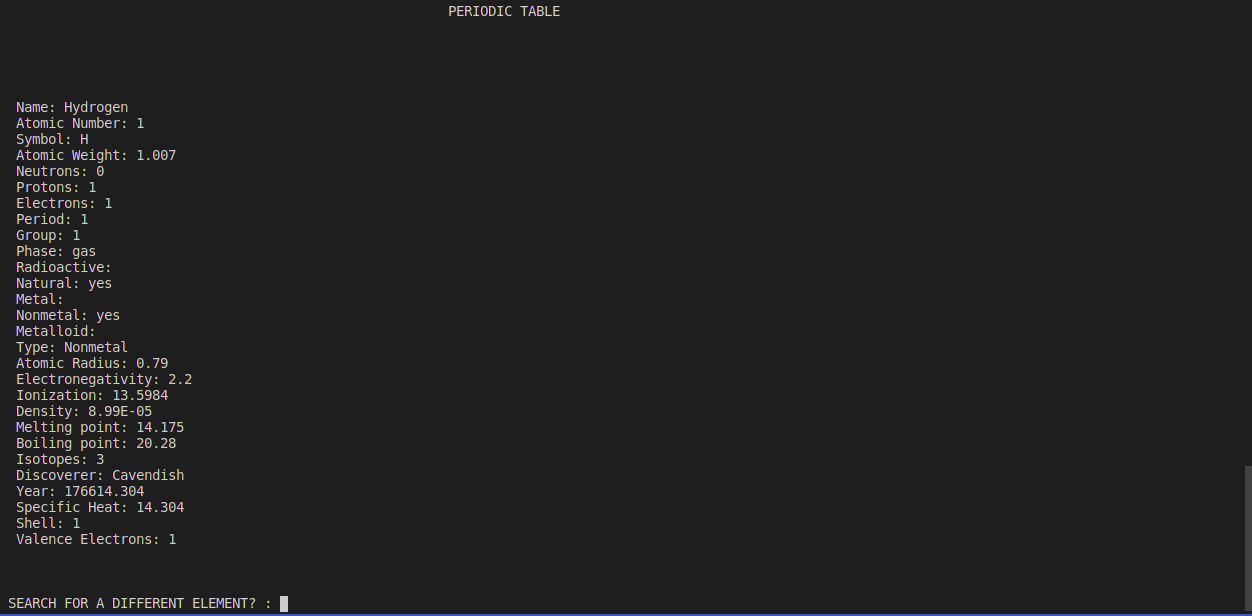 PERIODIC TABLE
Name: Hydrogen
Atomic Number: 1
Symbol: H
Atomic Weight: 1.007
Neutrons: 0
Protons: 1
Electrons: 1
Period: 1
Group: 1
Phase: gas
Radioactive:
Natural: yes
Metal:
Nonmetal: yes
Metalloid:
Type: Nonmetal
Atomic Radius: 0.79
Electronegativity: 2.2
Ionization: 13.5984
Density: 8.99E-05
Melting point: 14.175
Boiling point: 20.28
Isotopes: 3
Discoverer: Cavendish
Year: 176614.304
Specific Heat: 14.304
Shell: 1
Valence Electrons: 1
SEARCH FOR A DIFFERENT ELEMENT? :